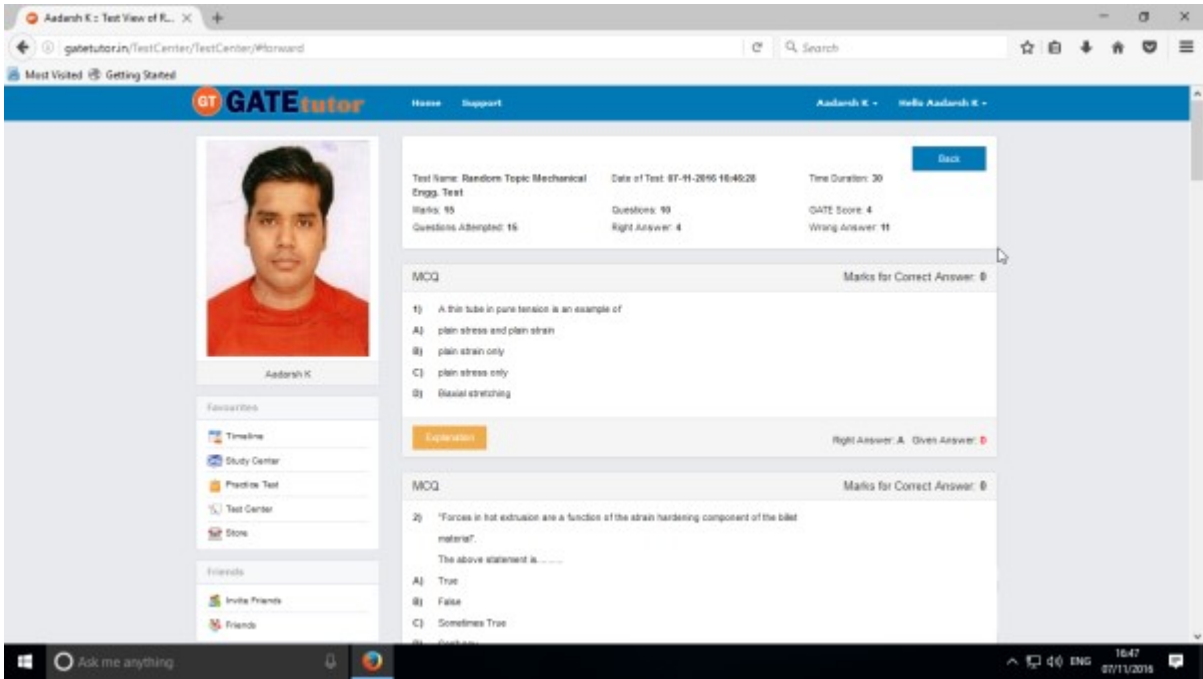 Aadarsh K :: Test View of R...
gatetutor.in/TestCenter/TestCenter/#forward
Search
Most Visited Getting Started
GT GATEtutor
Home Support Aadarsh K Hello Aadarsh K
Back
Test Name: Random Topic Mechanical Engg. Test
Date of Test: 07-11-2016 16:46:28
Time Duration: 30
Marks: 15
Questions: 10
GATE Score: 4
Questions Attempted: 15
Right Answer: 4
Wrong Answer: 11
Aadarsh K
Favourites
Timeline
Study Center
Practice Test
Test Center
Store
Friends
Invite Friends
Friends
MCQ Marks for Correct Answer: 0
1) A thin tube in pure tension is an example of
A) plain stress and plain strain
B) plain strain only
C) plain stress only
D) Biaxial stretching
Explanation Right Answer: A Given Answer: D
MCQ Marks for Correct Answer: 0
2) "Forces in hot extrusion are a function of the strain hardening component of the billet
material".
The above statement is..........
A) True
B) False
C) Sometimes True
Ask me anything
ENG
16:47
07/11/2016